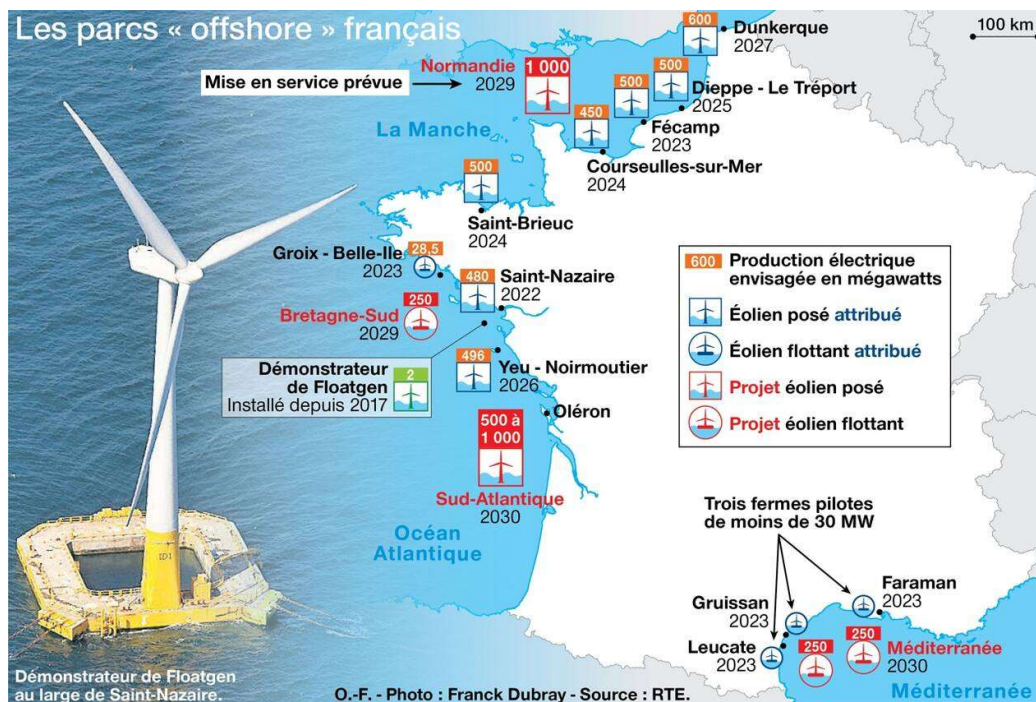 Les parcs « offshore » français
100 km
Mise en service prévue
Normandie
2029
1 000
600
Dunkerque
2027
500
Dieppe - Le Tréport
2025
500
Fécamp
2023
450
Courseulles-sur-Mer
2024
La Manche
500
Saint-Brieuc
2024
Groix - Belle-Ile
2023
28,5
480
Saint-Nazaire
2022
Bretagne-Sud
2029
250
Démonstrateur
de Floatgen
Installé depuis 2017
2
496
Yeu - Noirmoutier
2026
Oléron
500 à
1 000
Sud-Atlantique
2030
Océan
Atlantique
600 Production électrique
envisagée en mégawatts
Éolien posé attribué
Éolien flottant attribué
Projet éolien posé
Projet éolien flottant
Trois fermes pilotes
de moins de 30 MW
Faraman
2023
Gruissan
2023
Leucate
2023
250
250
Méditerranée
2030
Méditerranée
ID1
Démonstrateur de Floatgen
au large de Saint-Nazaire.
O.-F. - Photo : Franck Dubray - Source : RTE.